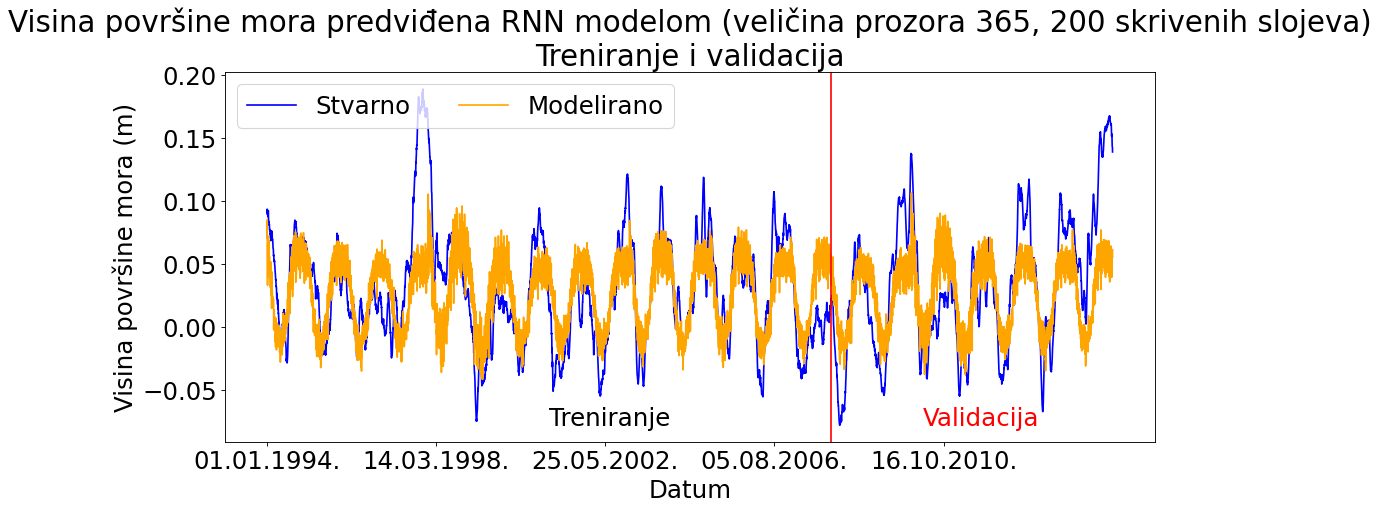 Visina površine mora predviđena RNN modelom (veličina prozora 365, 200 skrivenih slojeva)
Treniranje i validacija
Stvarno
Modelirano
Visina površine mora (m)
0.20
0.15
0.10
0.05
0.00
−0.05
Treniranje
Validacija
01.01.1994.
14.03.1998.
25.05.2002.
05.08.2006.
16.10.2010.
Datum